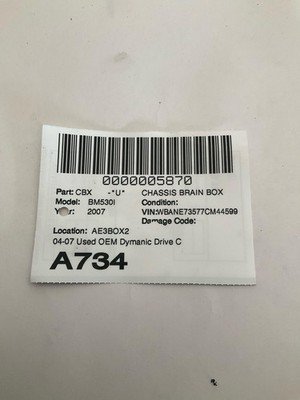 0000005870
Part: CBX -*U* CHASSIS BRAIN BOX
Model: BM530I Condition:
Year: 2007 VIN:WBANE73577CM44599
Damage Code:
Location: AE3BOX2
04-07 Used OEM Dymanic Drive C
A734